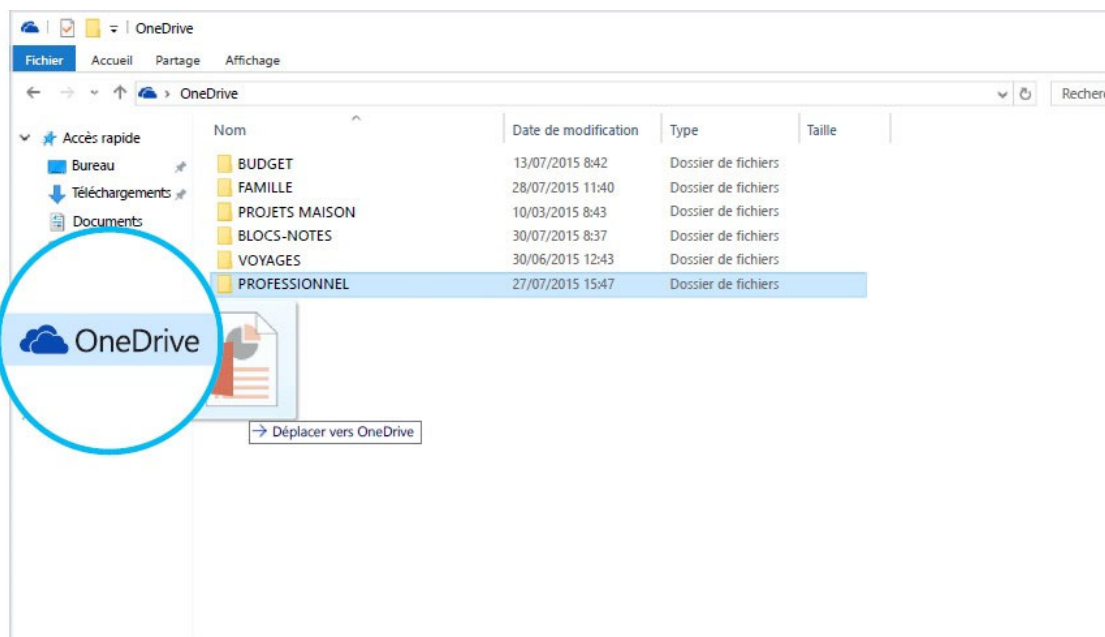 OneDrive
Fichier Accueil Partage Affichage
OneDrive
Accès rapide
Bureau
Téléchargements
Documents
Nom Date de modification Type Taille
BUDGET 13/07/2015 8:42 Dossier de fichiers
FAMILLE 28/07/2015 11:40 Dossier de fichiers
PROJETS MAISON 10/03/2015 8:43 Dossier de fichiers
BLOCS-NOTES 30/07/2015 8:37 Dossier de fichiers
VOYAGES 30/06/2015 12:43 Dossier de fichiers
PROFESSIONNEL 27/07/2015 15:47 Dossier de fichiers
OneDrive
Déplacer vers OneDrive